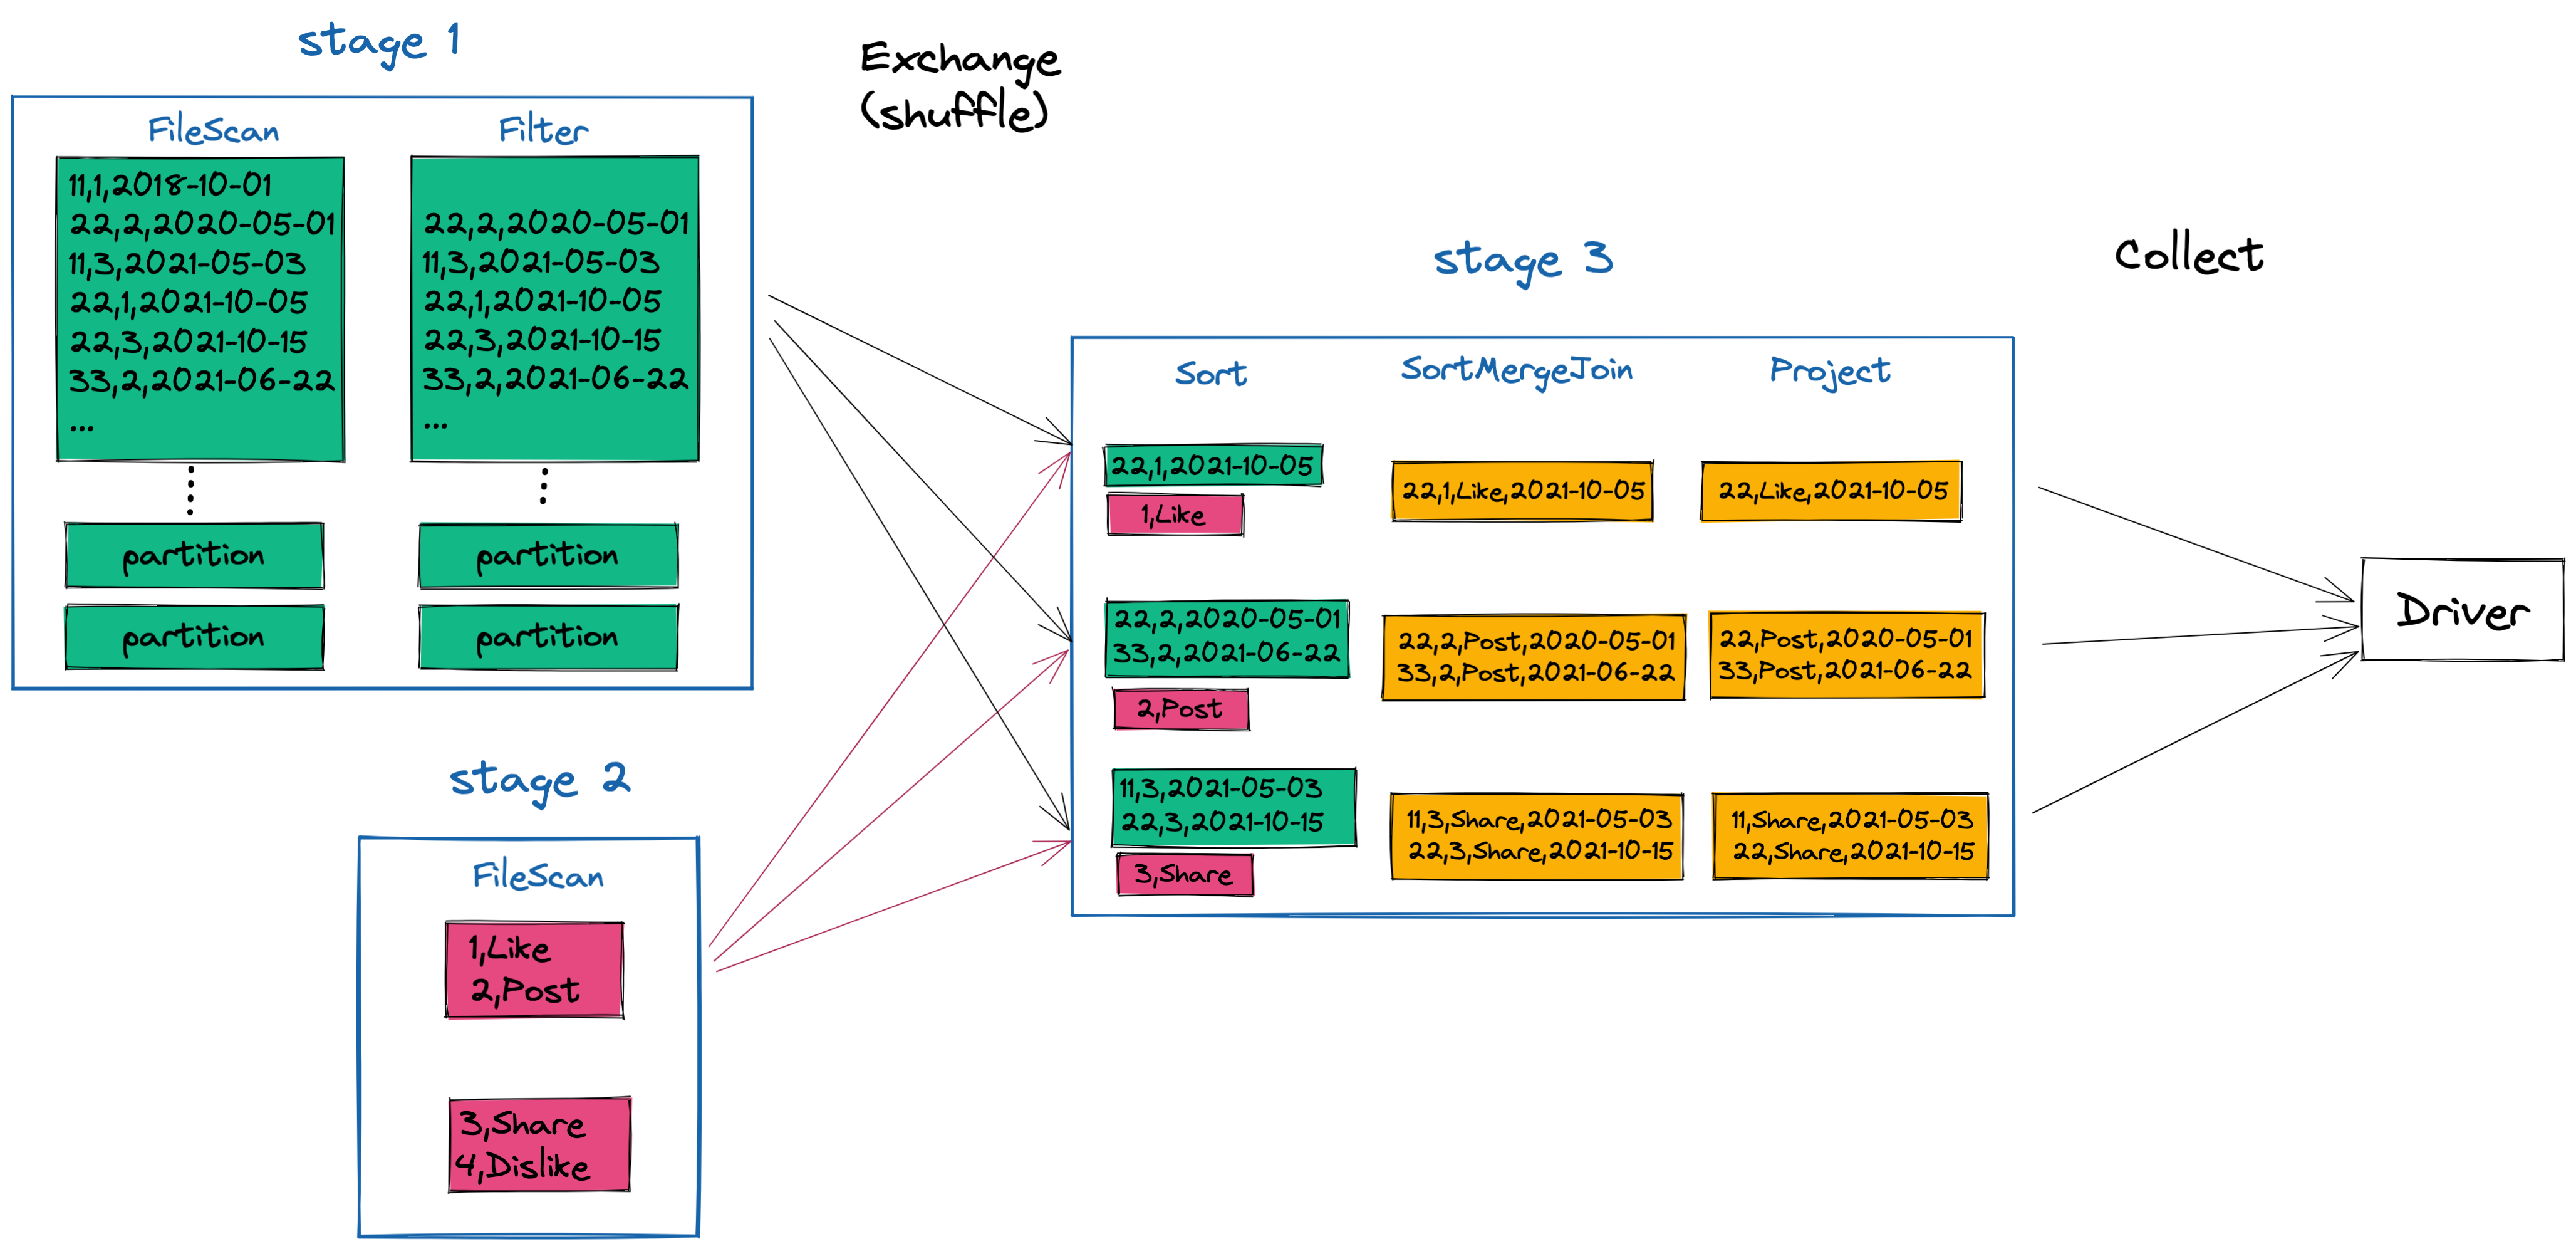 stage 1
FileScan
11,1,2018-10-01
22,2,2020-05-01
11,3,2021-05-03
22,1,2021-10-05
22,3,2021-10-15
33,2,2021-06-22
...
partition
partition
Filter
22,2,2020-05-01
11,3,2021-05-03
22,1,2021-10-05
22,3,2021-10-15
33,2,2021-06-22
...
partition
partition
Exchange
(shuffle)
stage 2
FileScan
1,Like
2,Post
3,Share
4,Dislike
stage 3
Sort
SortMergeJoin
Project
22,1,2021-10-05
1,Like
22,1,Like,2021-10-05
22,Like,2021-10-05
22,2,2020-05-01
33,2,2021-06-22
2,Post
22,2,Post,2020-05-01
33,2,Post,2021-06-22
22,Post,2020-05-01
33,Post,2021-06-22
11,3,2021-05-03
22,3,2021-10-15
3,Share
11,3,Share,2021-05-03
22,3,Share,2021-10-15
11,Share,2021-05-03
22,Share,2021-10-15
Collect
Driver